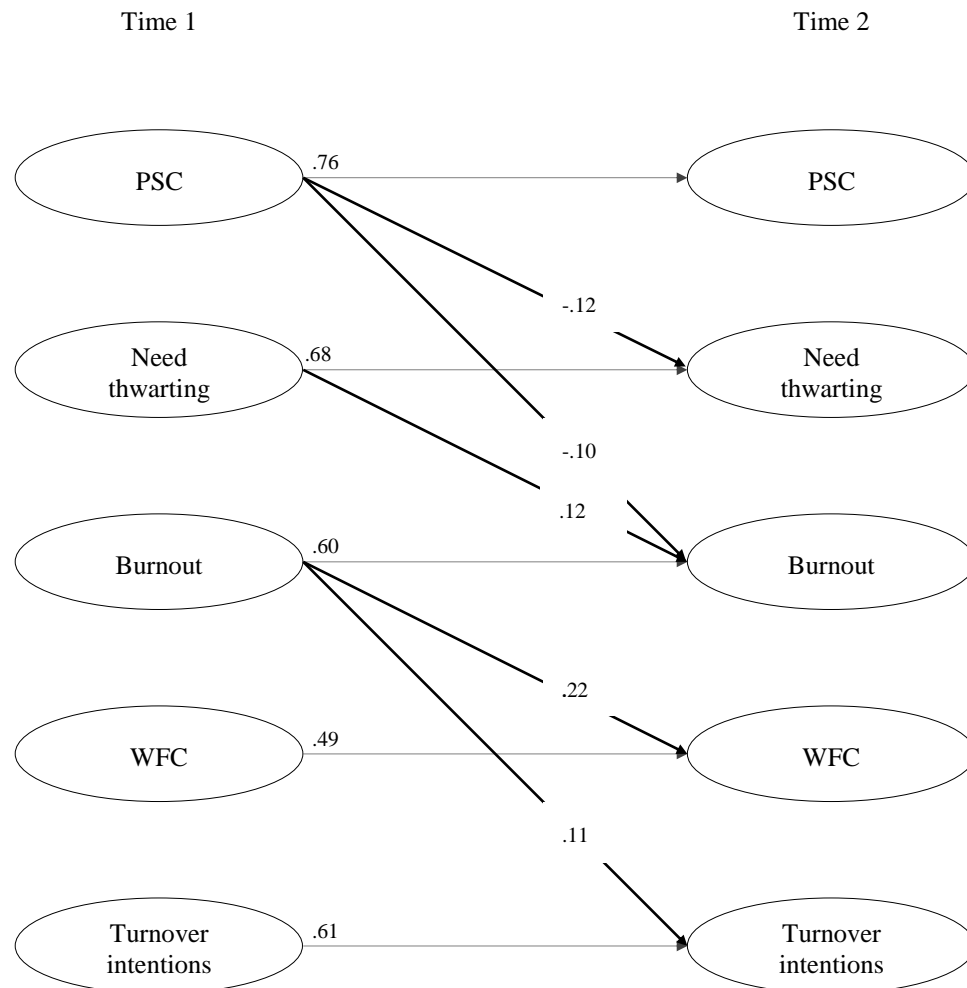 Time 1
Time 2
.76
PSC
PSC
-.12
Need
thwarting
.68
Need
thwarting
-.10
.12
.60
Burnout
Burnout
.22
.49
WFC
WFC
.11
.61
Turnover
intentions
Turnover
intentions